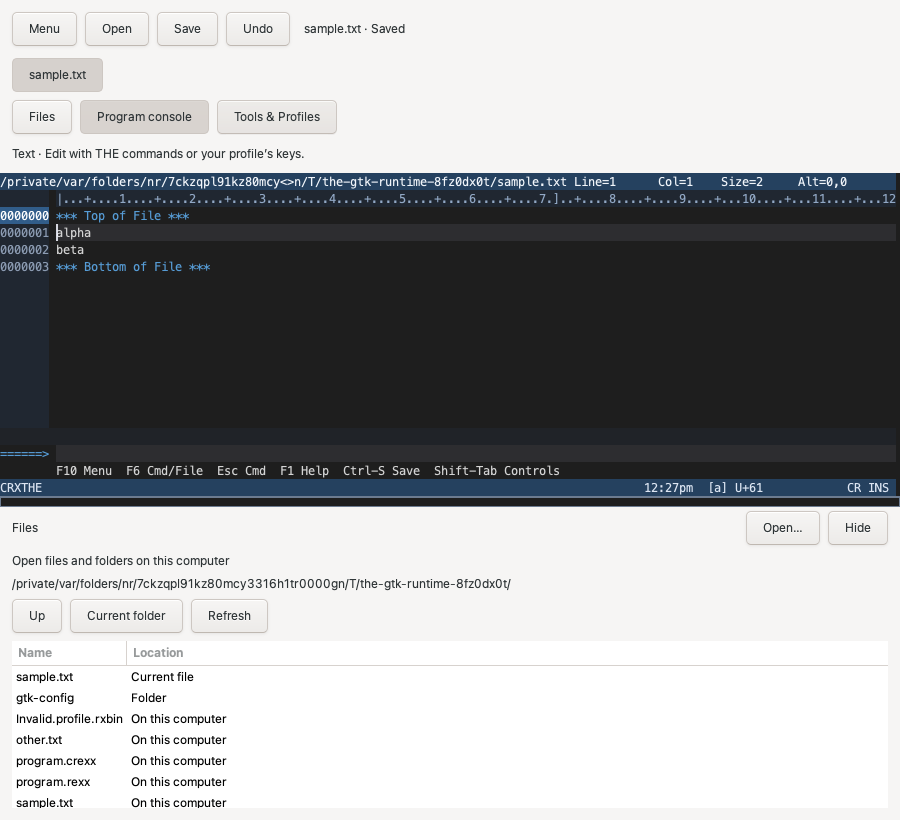 Menu Open Save Undo sample.txt · Saved
sample.txt
Files Program console Tools & Profiles
Text · Edit with THE commands or your profile’s keys.
/private/var/folders/nr/7ckzqpl91kz80mcy<>n/T/the-gtk-runtime-8fz0dx0t/sample.txt Line=1 Col=1 Size=2 Alt=0,0
|...+....1....+....2....+....3....+....4....+....5....+....6....+....7.]..+....8....+....9....+...10....+...11....+...12
0000000 *** Top of File ***
0000001 alpha
0000002 beta
0000003 *** Bottom of File ***
======>
F10 Menu F6 Cmd/File Esc Cmd F1 Help Ctrl-S Save Shift-Tab Controls
CRXTHE 12:27pm [a] U+61 CR INS
Files Open... Hide
Open files and folders on this computer
/private/var/folders/nr/7ckzqpl91kz80mcy3316h1tr0000gn/T/the-gtk-runtime-8fz0dx0t/
Up Current folder Refresh
Name Location
sample.txt Current file
gtk-config Folder
Invalid.profile.rxbin On this computer
other.txt On this computer
program.crexx On this computer
program.rexx On this computer
sample.txt On this computer